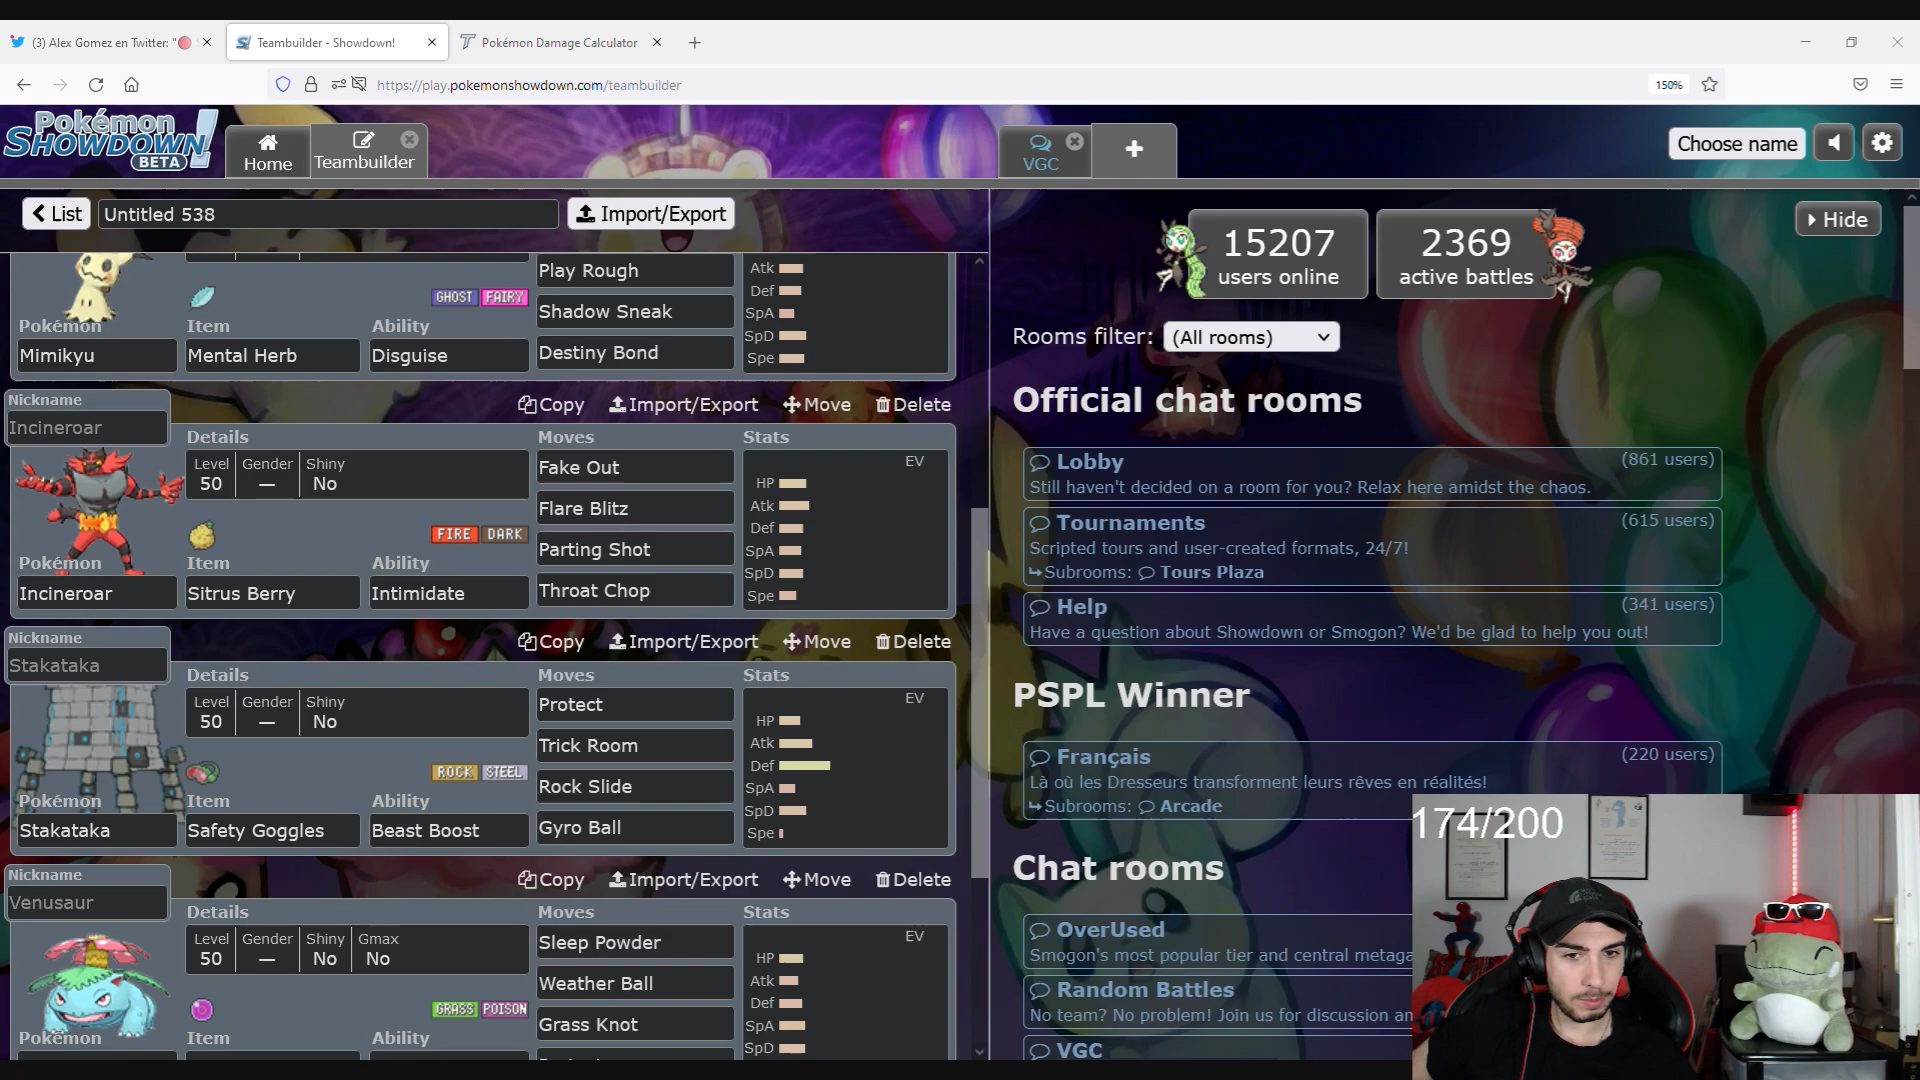 (3) Alex Gomez en Twitter: "
Teambuilder - Showdown!
Pokémon Damage Calculator
https://play.pokemonshowdown.com/teambuilder
150%
Pokémon
SHOWDOWN!
BETA
Home
Teambuilder
VGC
Choose name
List
Untitled 538
Import/Export
Hide
15207
users online
2369
active battles
Rooms filter:
(All rooms)
Pokémon
Mimikyu
Item
Mental Herb
GHOST FAIRY
Ability
Disguise
Play Rough
Shadow Sneak
Destiny Bond
Atk
Def
SpA
SpD
Spe
Copy Import/Export Move Delete
Nickname
Incineroar
Details
Level Gender Shiny
50 — No
FIRE DARK
Pokémon Item Ability
Incineroar Sitrus Berry Intimidate
Moves
Fake Out
Flare Blitz
Parting Shot
Throat Chop
Stats
EV
HP
Atk
Def
SpA
SpD
Spe
Copy Import/Export Move Delete
Nickname
Stakataka
Details
Level Gender Shiny
50 — No
ROCK STEEL
Pokémon Item Ability
Stakataka Safety Goggles Beast Boost
Moves
Protect
Trick Room
Rock Slide
Gyro Ball
Stats
EV
HP
Atk
Def
SpA
SpD
Spe
Copy Import/Export Move Delete
Nickname
Venusaur
Details
Level Gender Shiny Gmax
50 — No No
GRASS POISON
Pokémon Item Ability
Moves
Sleep Powder
Weather Ball
Grass Knot
Stats
EV
HP
Atk
Def
SpA
SpD
Official chat rooms
Lobby (861 users)
Still haven't decided on a room for you? Relax here amidst the chaos.
Tournaments (615 users)
Scripted tours and user-created formats, 24/7!
Subrooms: Tours Plaza
Help (341 users)
Have a question about Showdown or Smogon? We'd be glad to help you out!
PSPL Winner
Français (220 users)
Là où les Dresseurs transforment leurs rêves en réalités!
Subrooms: Arcade
Chat rooms
OverUsed
Smogon's most popular tier and central metaga
Random Battles
No team? No problem! Join us for discussion an
VGC
174/200